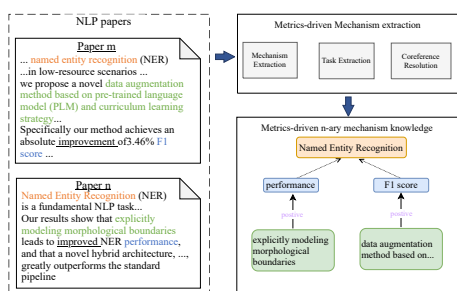 NLP papers
Paper m
... named entity recognition (NER)
...in low-resource scenarios ...
we propose a novel data augmentation
method based on pre-trained language
model (PLM) and curriculum learning
strategy...
Specifically our method achieves an
absolute improvement of3.46% F1
score ...
Paper n
Named Entity Recognition (NER)
is a fundamental NLP task...
Our results show that explicitly
modeling morphological boundaries
leads to improved NER performance,
and that a novel hybrid architecture, ...,
greatly outperforms the standard
pipeline
Metrics-driven Mechanism extraction
Mechanism
Extraction
Task Extraction
Coreference
Resolution
Metrics-driven n-ary mechanism knowledge
Named Entity Recognition
performance
F1 score
postive
postive
explicitly modeling
morphological
boundaries
data augmentation
method based on...